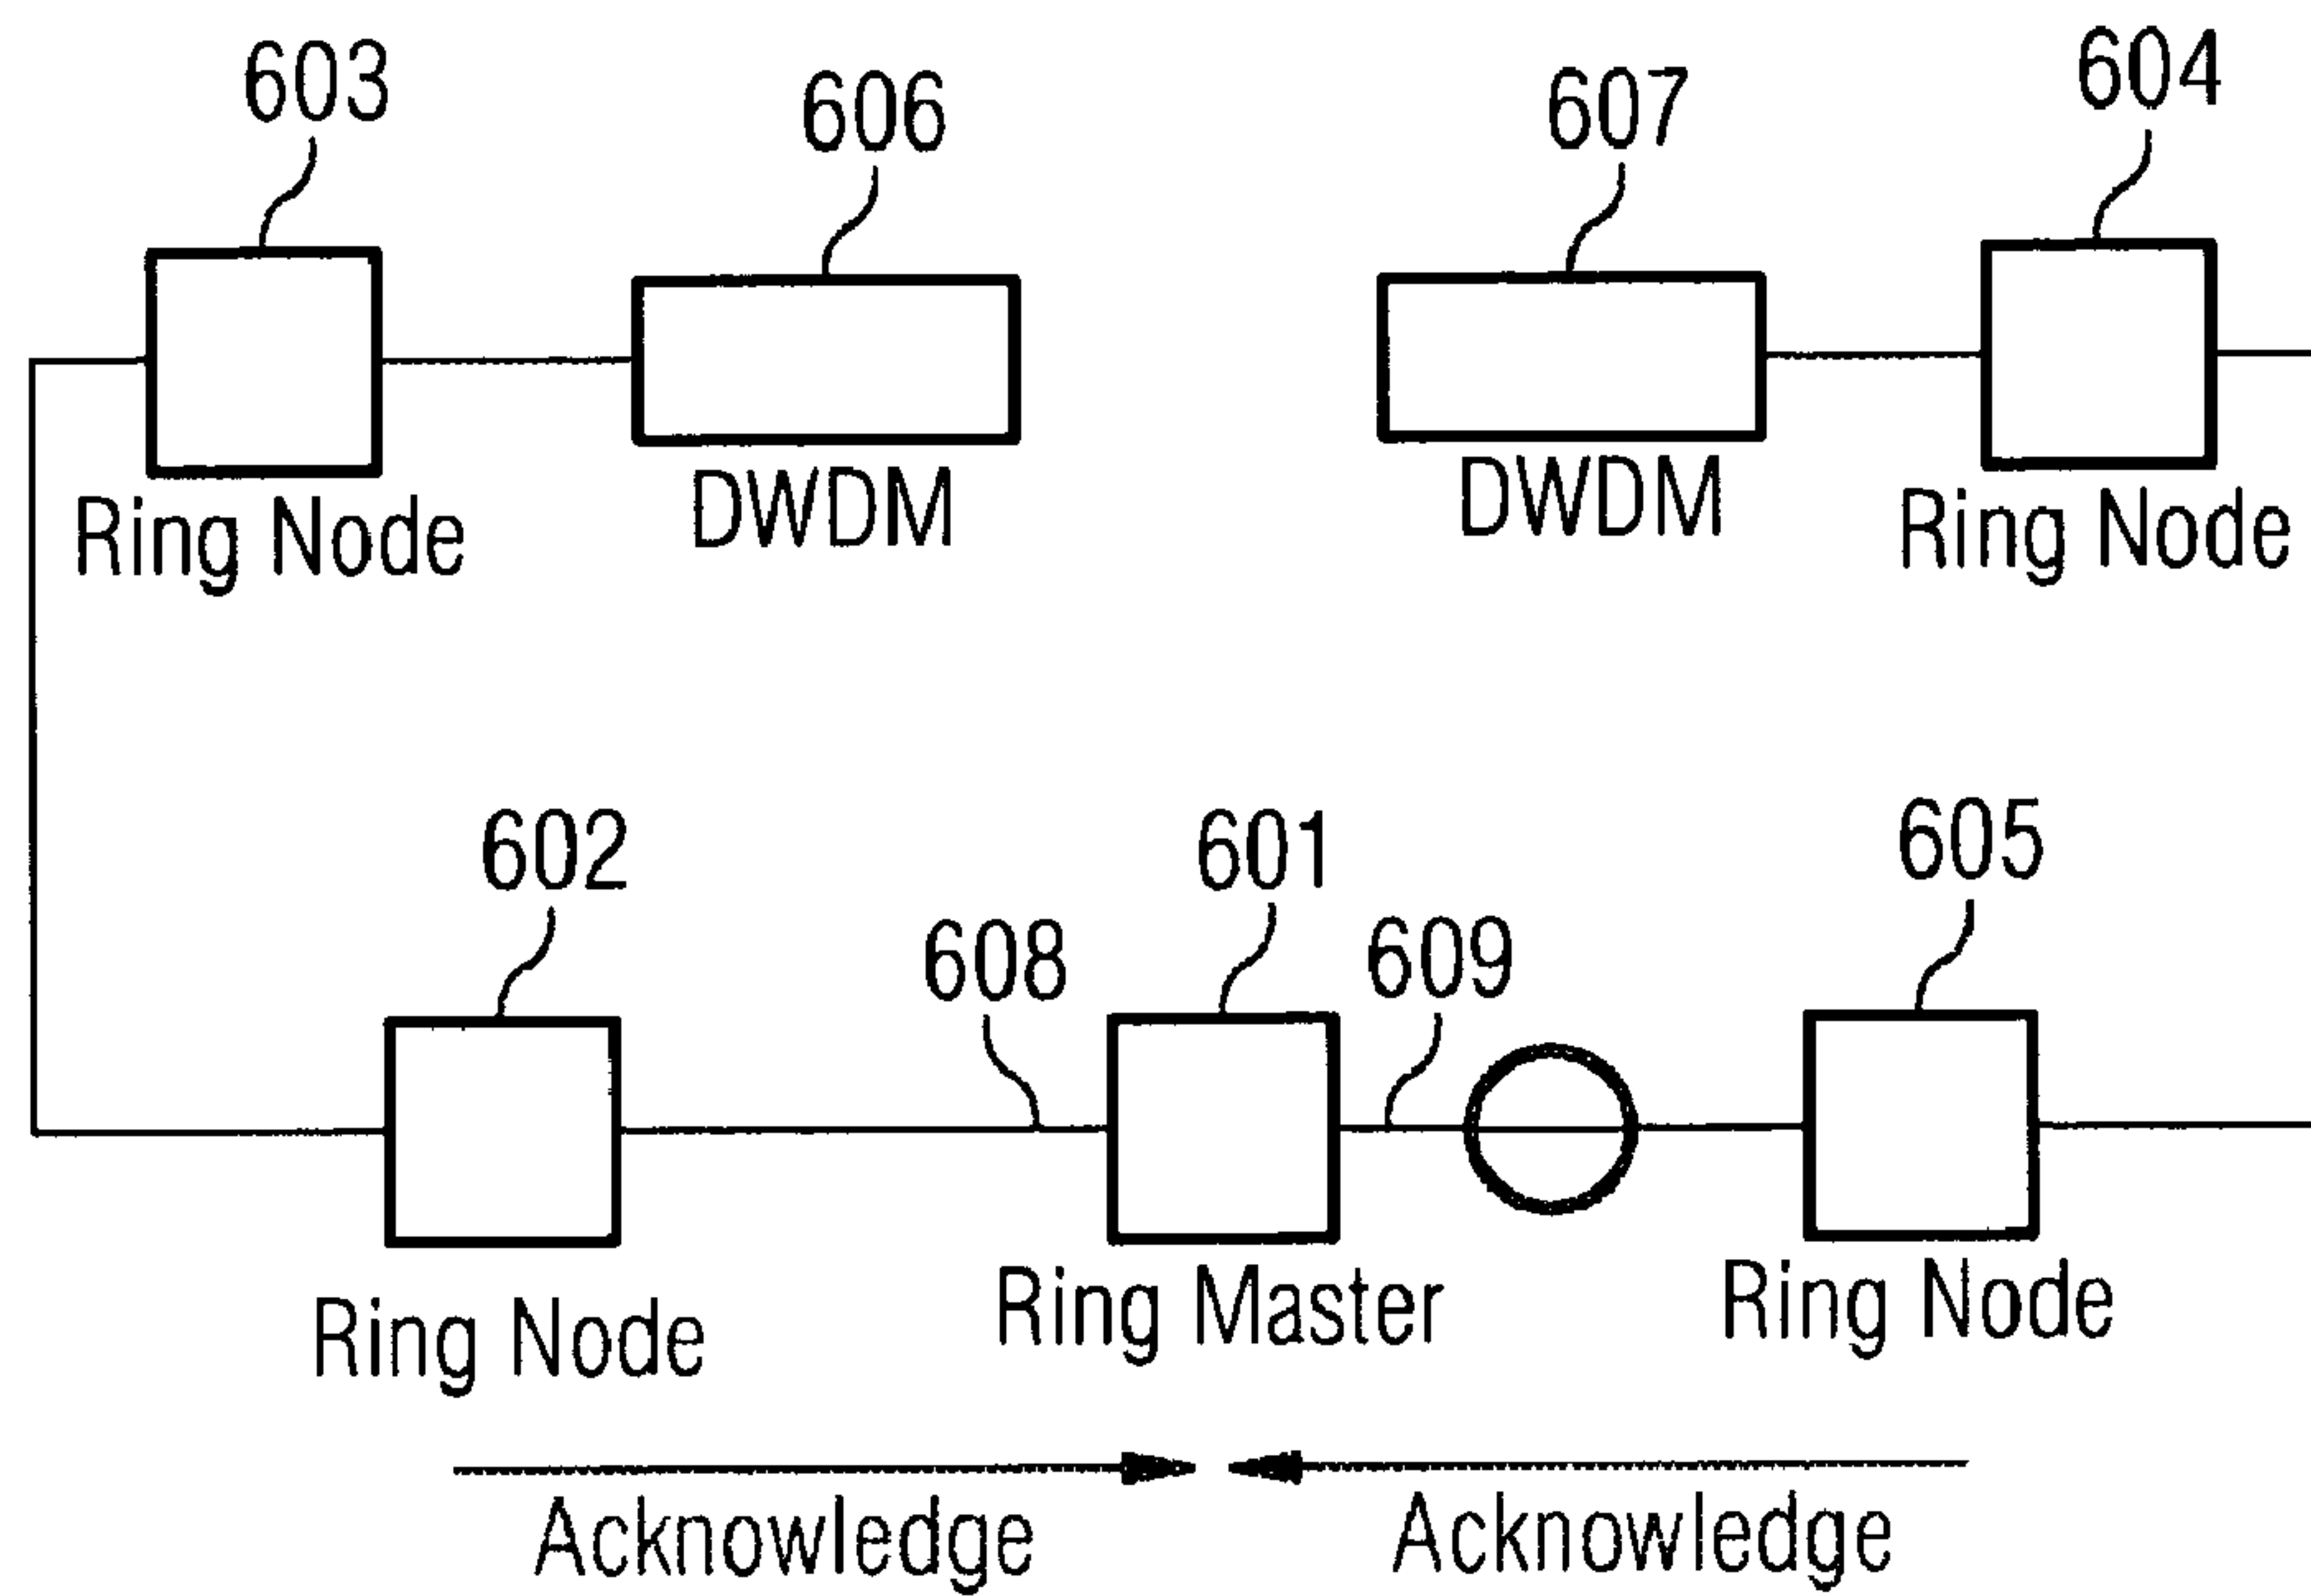 603
606
607
604
Ring Node
DWDM
DWDM
Ring Node
602
608
601
609
605
Ring Node
Ring Master
Ring Node
Acknowledge
Acknowledge